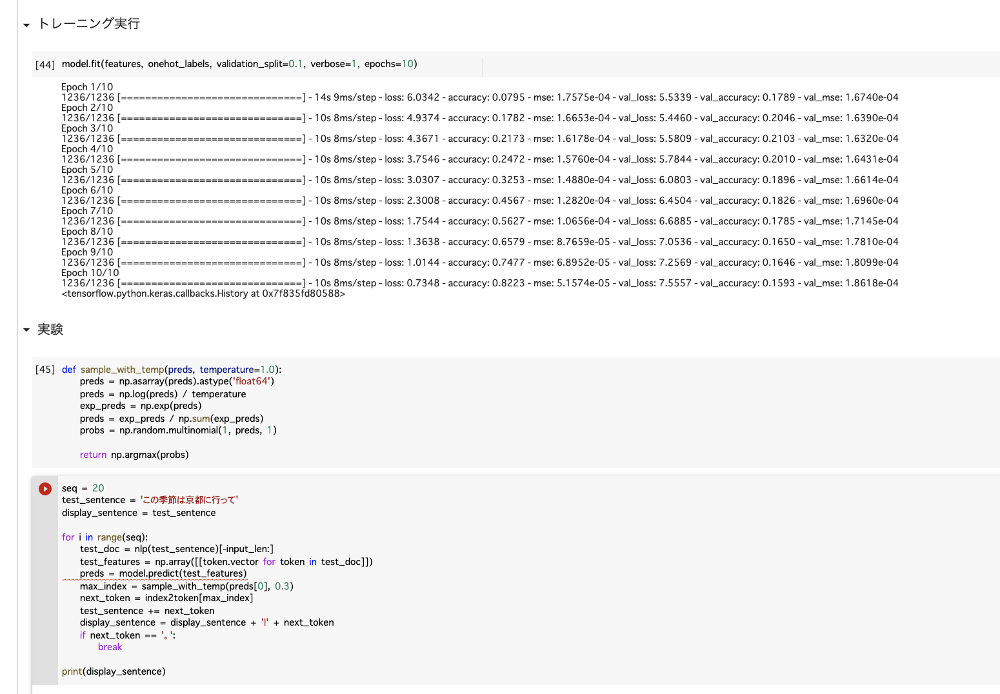 トレーニング実行
[44] model.fit(features, onehot_labels, validation_split=0.1, verbose=1, epochs=10)
Epoch 1/10
1236/1236 [==============================] - 14s 9ms/step - loss: 6.0342 - accuracy: 0.0795 - mse: 1.7575e-04 - val_loss: 5.5339 - val_accuracy: 0.1789 - val_mse: 1.6740e-04
Epoch 2/10
1236/1236 [==============================] - 10s 8ms/step - loss: 4.9374 - accuracy: 0.1782 - mse: 1.6653e-04 - val_loss: 5.4460 - val_accuracy: 0.2046 - val_mse: 1.6390e-04
Epoch 3/10
1236/1236 [==============================] - 10s 8ms/step - loss: 4.3671 - accuracy: 0.2173 - mse: 1.6178e-04 - val_loss: 5.5809 - val_accuracy: 0.2103 - val_mse: 1.6320e-04
Epoch 4/10
1236/1236 [==============================] - 10s 8ms/step - loss: 3.7546 - accuracy: 0.2472 - mse: 1.5760e-04 - val_loss: 5.7844 - val_accuracy: 0.2010 - val_mse: 1.6431e-04
Epoch 5/10
1236/1236 [==============================] - 10s 8ms/step - loss: 3.0307 - accuracy: 0.3253 - mse: 1.4880e-04 - val_loss: 6.0803 - val_accuracy: 0.1896 - val_mse: 1.6614e-04
Epoch 6/10
1236/1236 [==============================] - 10s 8ms/step - loss: 2.3008 - accuracy: 0.4567 - mse: 1.2820e-04 - val_loss: 6.4504 - val_accuracy: 0.1826 - val_mse: 1.6960e-04
Epoch 7/10
1236/1236 [==============================] - 10s 8ms/step - loss: 1.7544 - accuracy: 0.5627 - mse: 1.0656e-04 - val_loss: 6.6885 - val_accuracy: 0.1785 - val_mse: 1.7145e-04
Epoch 8/10
1236/1236 [==============================] - 10s 8ms/step - loss: 1.3638 - accuracy: 0.6579 - mse: 8.7659e-05 - val_loss: 7.0536 - val_accuracy: 0.1650 - val_mse: 1.7810e-04
Epoch 9/10
1236/1236 [==============================] - 10s 8ms/step - loss: 1.0144 - accuracy: 0.7477 - mse: 6.8952e-05 - val_loss: 7.2569 - val_accuracy: 0.1646 - val_mse: 1.8099e-04
Epoch 10/10
1236/1236 [==============================] - 10s 8ms/step - loss: 0.7348 - accuracy: 0.8223 - mse: 5.1574e-05 - val_loss: 7.5557 - val_accuracy: 0.1593 - val_mse: 1.8618e-04
<tensorflow.python.keras.callbacks.History at 0x7f835fd80588>
実験
[45] def sample_with_temp(preds, temperature=1.0):
preds = np.asarray(preds).astype('float64')
preds = np.log(preds) / temperature
exp_preds = np.exp(preds)
preds = exp_preds / np.sum(exp_preds)
probs = np.random.multinomial(1, preds, 1)
return np.argmax(probs)
seq = 20
test_sentence = 'この季節は京都に行って'
display_sentence = test_sentence
for i in range(seq):
test_doc = nlp(test_sentence)[-input_len:]
test_features = np.array([[token.vector for token in test_doc]])
preds = model.predict(test_features)
max_index = sample_with_temp(preds[0], 0.3)
next_token = index2token[max_index]
test_sentence += next_token
display_sentence = display_sentence + '|' + next_token
if next_token == '。':
break
print(display_sentence)